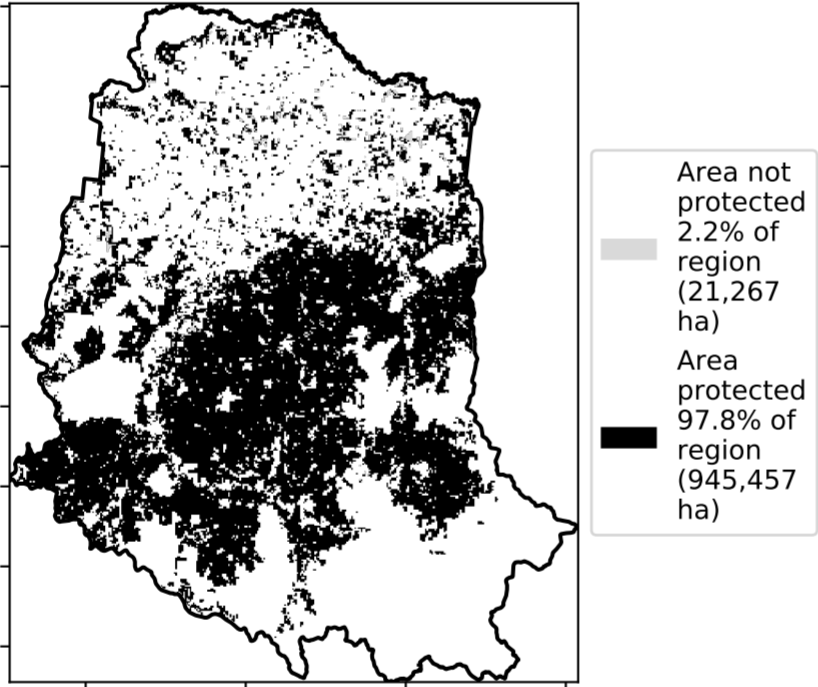 Area not
protected
2.2% of
region
(21,267
ha)
Area
protected
97.8% of
region
(945,457
ha)